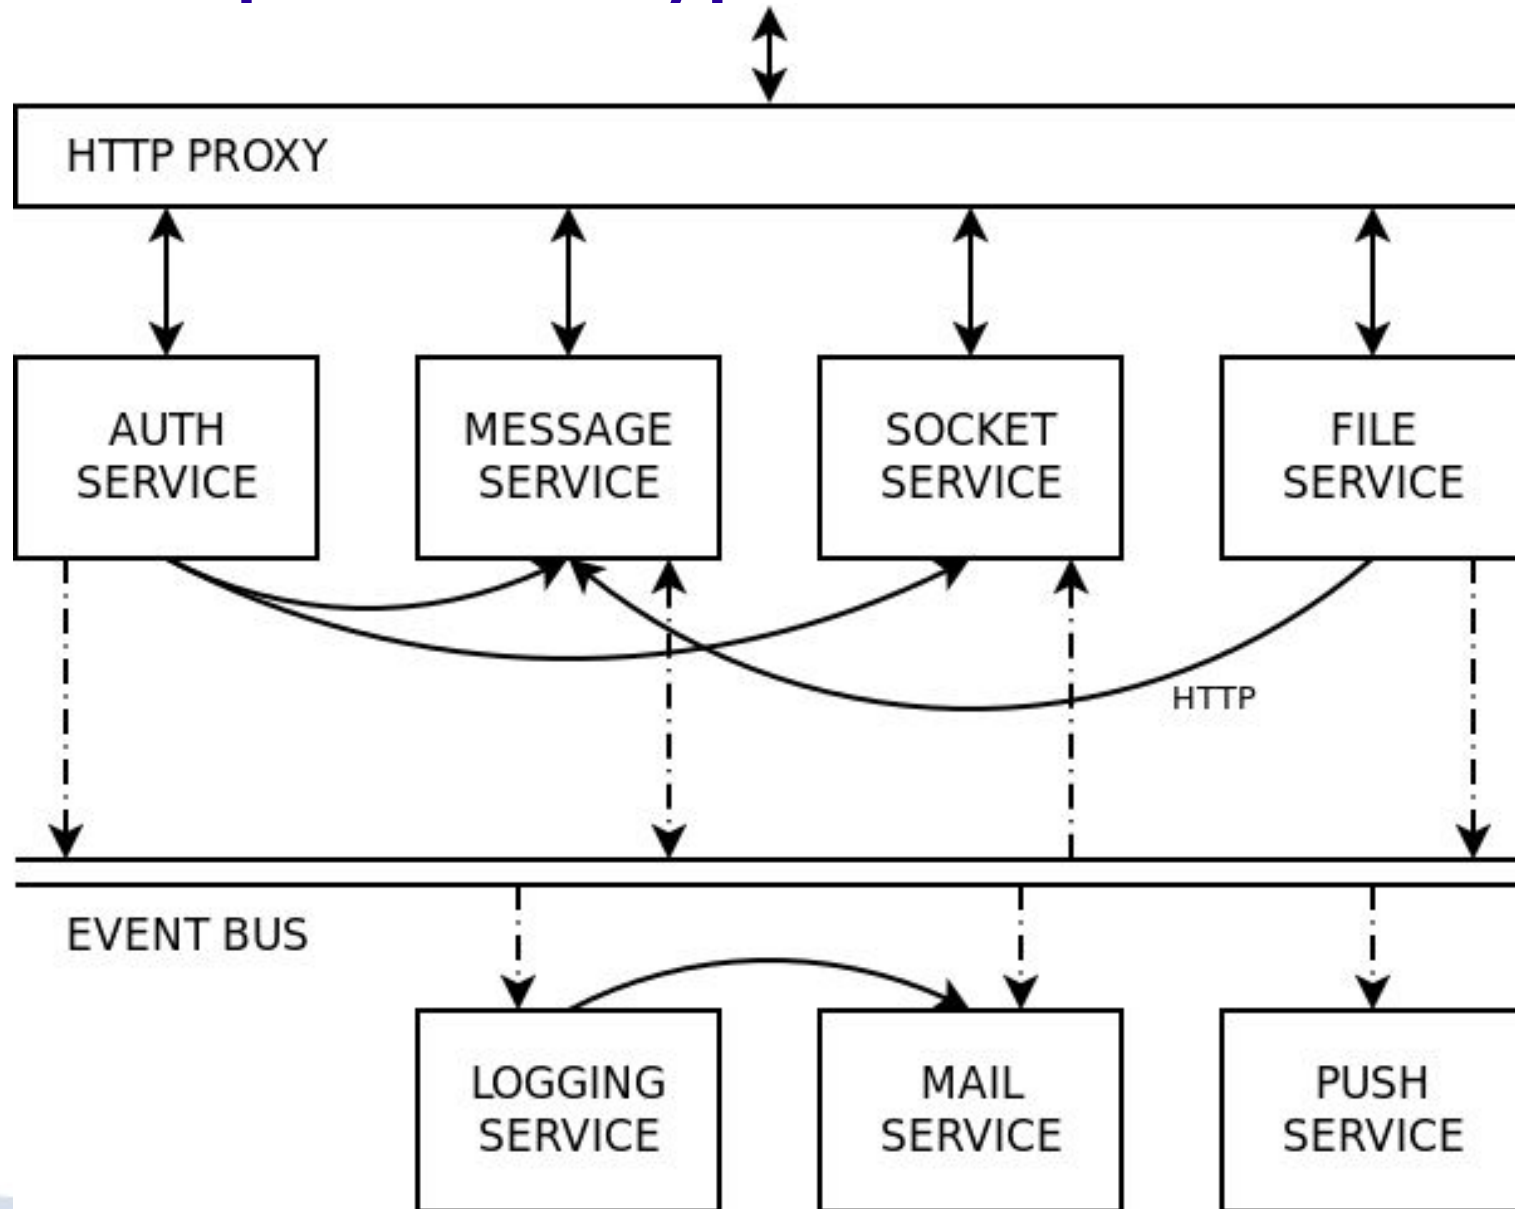 HTTP PROXY
AUTH
SERVICE
MESSAGE
SERVICE
SOCKET
SERVICE
FILE
SERVICE
HTTP
EVENT BUS
LOGGING
SERVICE
MAIL
SERVICE
PUSH
SERVICE